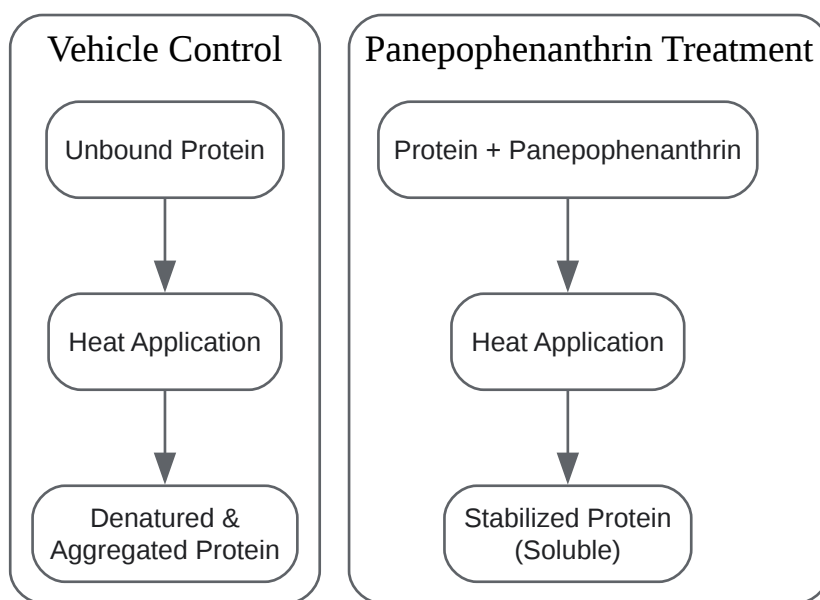 Vehicle Control
Unbound Protein
Heat Application
Denatured &
Aggregated Protein
Panepophenanthrin Treatment
Protein + Panepophenanthrin
Heat Application
Stabilized Protein
(Soluble)